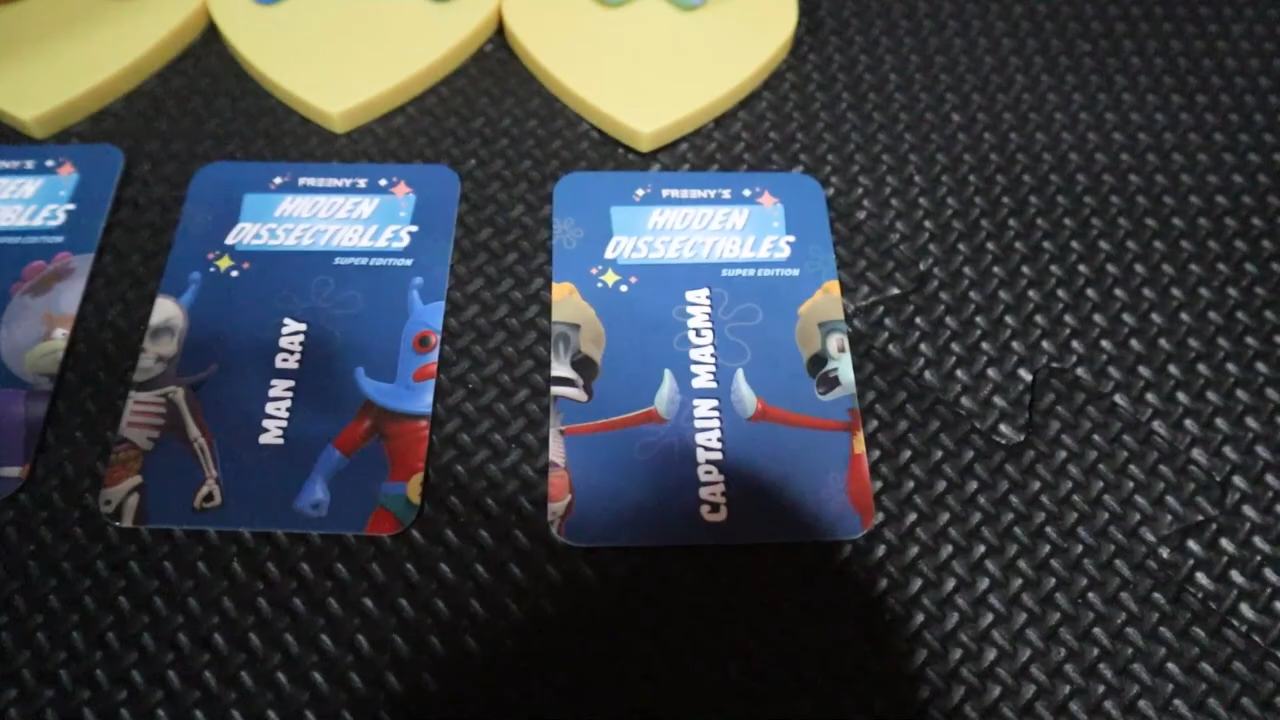 FREENY'S
HIDDEN
DISSECTIBLES
SUPER EDITION
MAN RAY
FREENY'S
HIDDEN
DISSECTIBLES
SUPER EDITION
CAPTAIN MAGMA